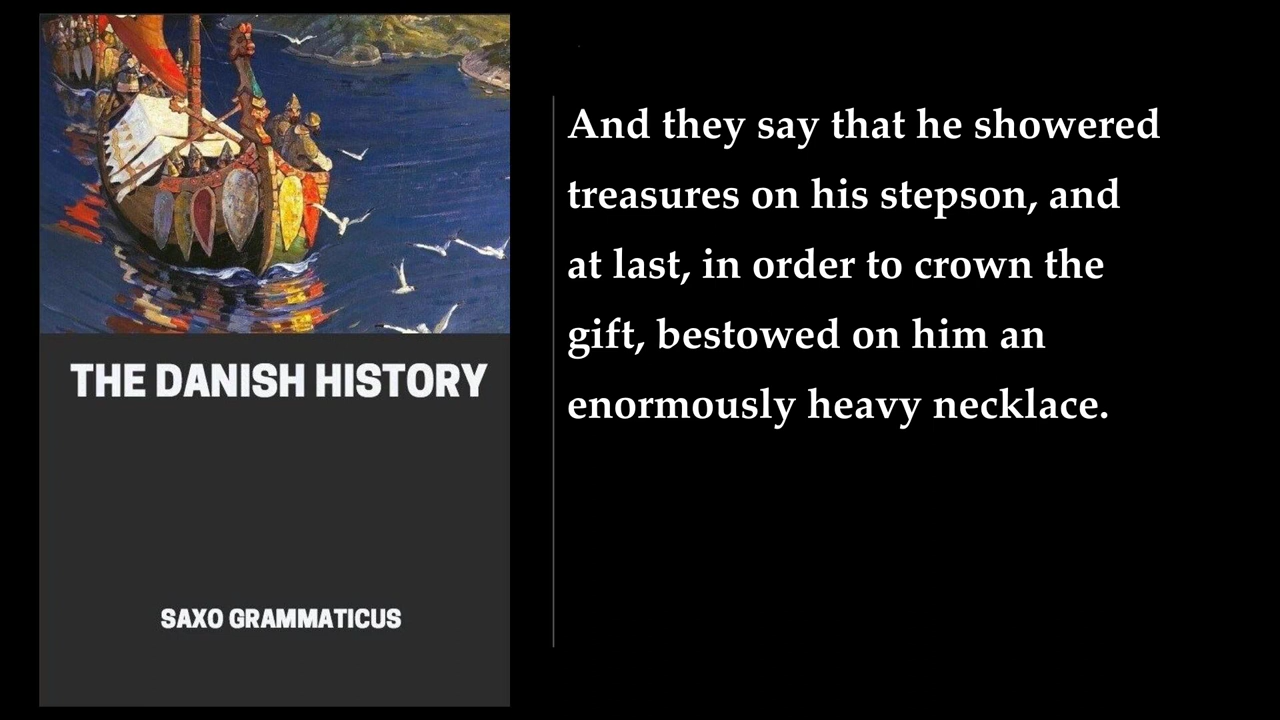 THE DANISH HISTORY
SAXO GRAMMATICUS
And they say that he showered
treasures on his stepson, and
at last, in order to crown the
gift, bestowed on him an
enormously heavy necklace.